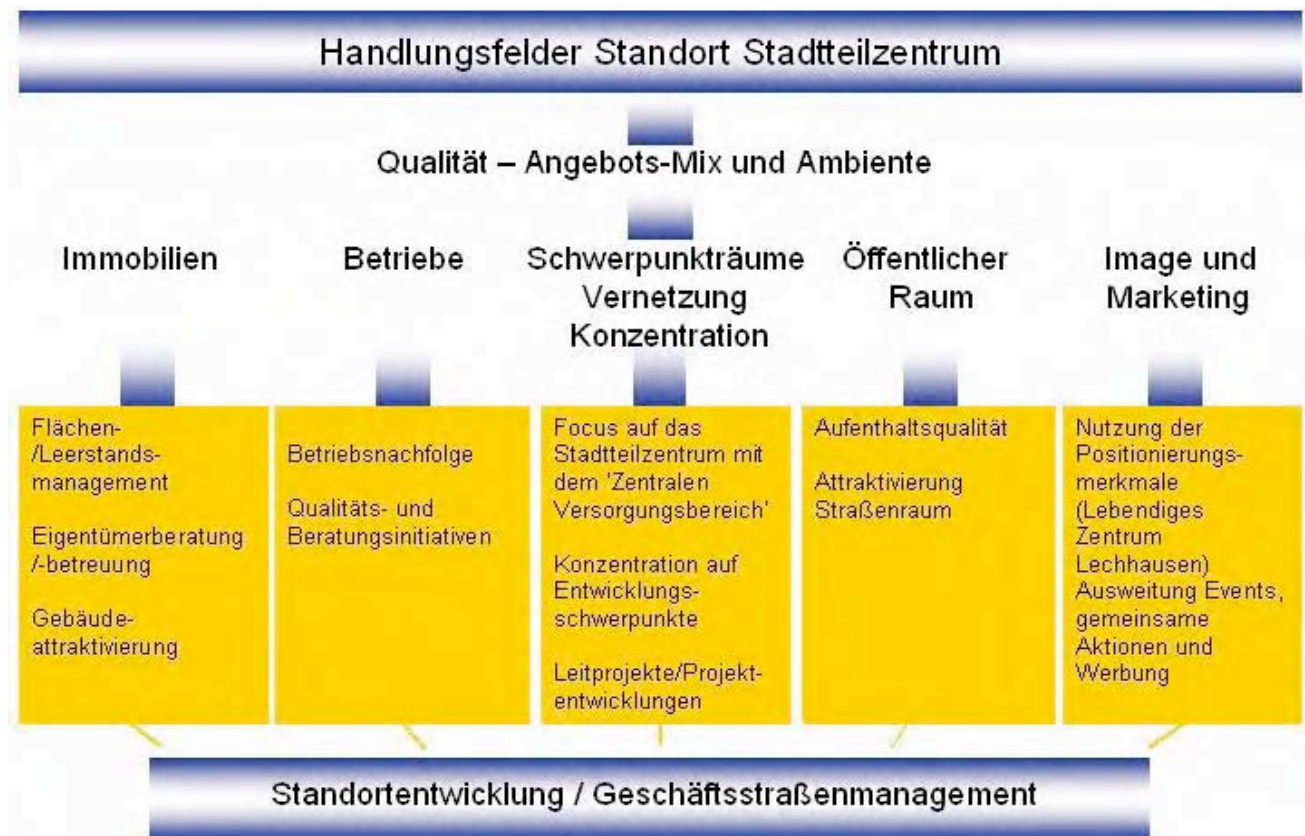 Handlungsfelder Standort Stadtteilzentrum
Qualität – Angebots-Mix und Ambiente
Immobilien
Flächen-
/Leerstands-
management
Eigentümerberatung
/-betreuung
Gebäude-
attraktivierung
Betriebe
Betriebsnachfolge
Qualitäts- und
Beratungsinitiativen
Schwerpunkträume
Vernetzung
Konzentration
Focus auf das
Stadtteilzentrum mit
dem 'Zentralen
Versorgungsbereich'
Konzentration auf
Entwicklungs-
schwerpunkte
Leitprojekte/Projekt-
entwicklungen
Öffentlicher
Raum
Aufenthaltsqualität
Attraktivierung
Straßenraum
Image und
Marketing
Nutzung der
Positionierungs-
merkmale
(Lebendiges
Zentrum
Lechhausen)
Ausweitung Events,
gemeinsame
Aktionen und
Werbung
Standortentwicklung / Geschäftsstraßenmanagement